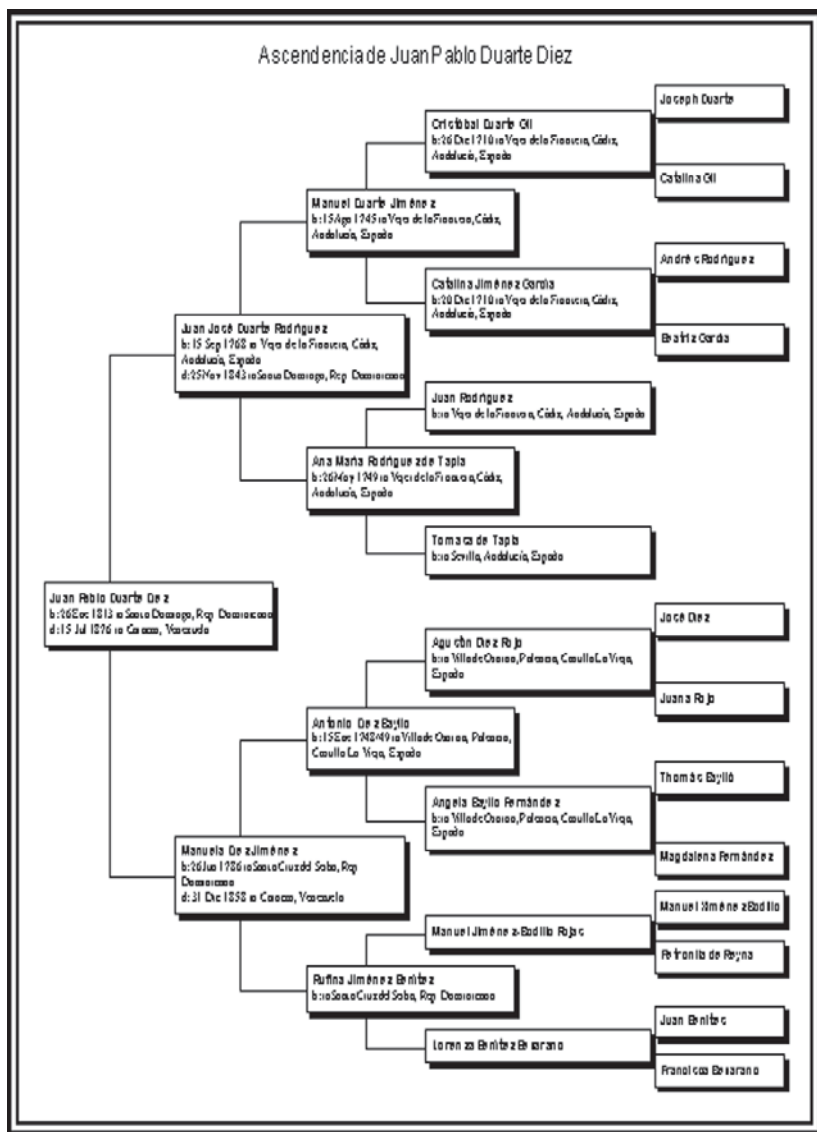 Ascendencia de Juan Pablo Duarte Diez
Joseph Duarte
Cristóbal Duarte Gil
b: 26 Dic 1710 in Vejer de la Frontera, Cádiz,
Andalucía, España
Catalina Gil
Manuel Duarte Jiménez
b: 15 Ago 1745 in Vejer de la Frontera, Cádiz,
Andalucía, España
Andrés Rodríguez
Catalina Jiménez García
b: 20 Dic 1710 in Vejer de la Frontera, Cádiz,
Andalucía, España
Beatriz García
Juan José Duarte Rodríguez
b: 15 Sep 1768 in Vejer de la Frontera, Cádiz,
Andalucía, España
d: 25 Nov 1843 in Santo Domingo, Rep. Dominicana
Juan Rodríguez
b: in Vejer de la Frontera, Cádiz, Andalucía, España
Ana María Rodríguez de Tapia
b: 26 May 1749 in Vejer de la Frontera, Cádiz,
Andalucía, España
Tomasa de Tapia
b: in Sevilla, Andalucía, España
Juan Pablo Duarte Diez
b: 26 Ene 1813 in Santo Domingo, Rep. Dominicana
d: 15 Jul 1876 in Caracas, Venezuela
José Diez
Agustín Diez Rojo
b: in Villa de Osorno, Palencia, Castilla La Vieja,
España
Juana Rojo
Antonio Diez Bayllo
b: 15 Ene 1748/49 in Villa de Osorno, Palencia,
Castilla La Vieja, España
Thomás Baylló
Angela Bayllo Fernández
b: in Villa de Osorno, Palencia, Castilla La Vieja,
España
Magdalena Fernández
Manuela Diez Jiménez
b: 26 Jun 1786 in Santa Cruz del Seibo, Rep.
Dominicana
d: 31 Dic 1858 in Caracas, Venezuela
Manuel Ximénez Badillo
Manuel Jiménez-Badillo Rojas
Petronila de Reyna
Rufina Jiménez Benítez
b: in Santa Cruz del Seibo, Rep. Dominicana
Juan Benites
Lorenza Benítez
Francisca